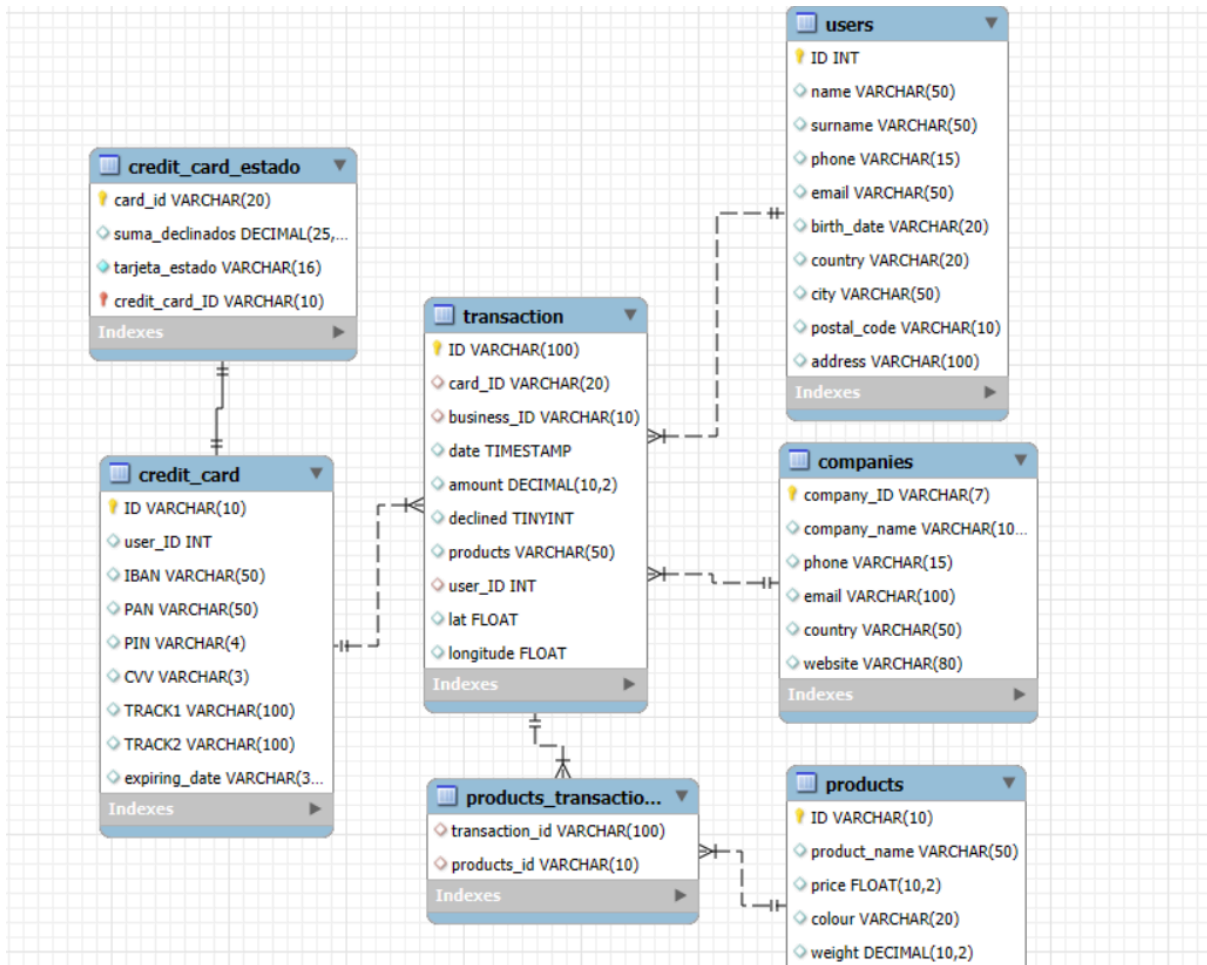 users
ID INT
name VARCHAR(50)
surname VARCHAR(50)
phone VARCHAR(15)
email VARCHAR(50)
birth_date VARCHAR(20)
country VARCHAR(20)
city VARCHAR(50)
postal_code VARCHAR(10)
address VARCHAR(100)
Indexes
credit_card_estado
card_id VARCHAR(20)
suma_declinados DECIMAL(25,...
tarjeta_estado VARCHAR(16)
credit_card_ID VARCHAR(10)
Indexes
transaction
ID VARCHAR(100)
card_ID VARCHAR(20)
business_ID VARCHAR(10)
date TIMESTAMP
amount DECIMAL(10,2)
declined TINYINT
products VARCHAR(50)
user_ID INT
lat FLOAT
longitude FLOAT
Indexes
companies
company_ID VARCHAR(7)
company_name VARCHAR(10...
phone VARCHAR(15)
email VARCHAR(100)
country VARCHAR(50)
website VARCHAR(80)
Indexes
credit_card
ID VARCHAR(10)
user_ID INT
IBAN VARCHAR(50)
PAN VARCHAR(50)
PIN VARCHAR(4)
CVV VARCHAR(3)
TRACK1 VARCHAR(100)
TRACK2 VARCHAR(100)
expiring_date VARCHAR(3...
Indexes
products_transactio...
transaction_id VARCHAR(100)
products_id VARCHAR(10)
Indexes
products
ID VARCHAR(10)
product_name VARCHAR(50)
price FLOAT(10,2)
colour VARCHAR(20)
weight DECIMAL(10,2)